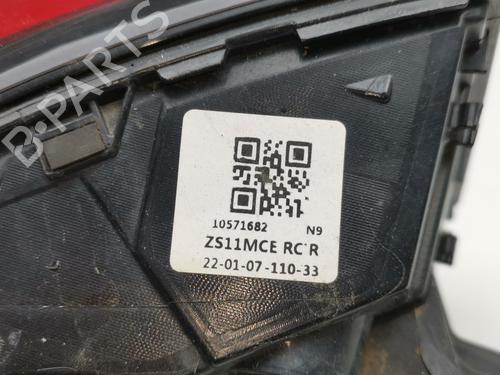 B-PARTS
10571682 N9
ZS11MCE RC R
22-01-07-110-33